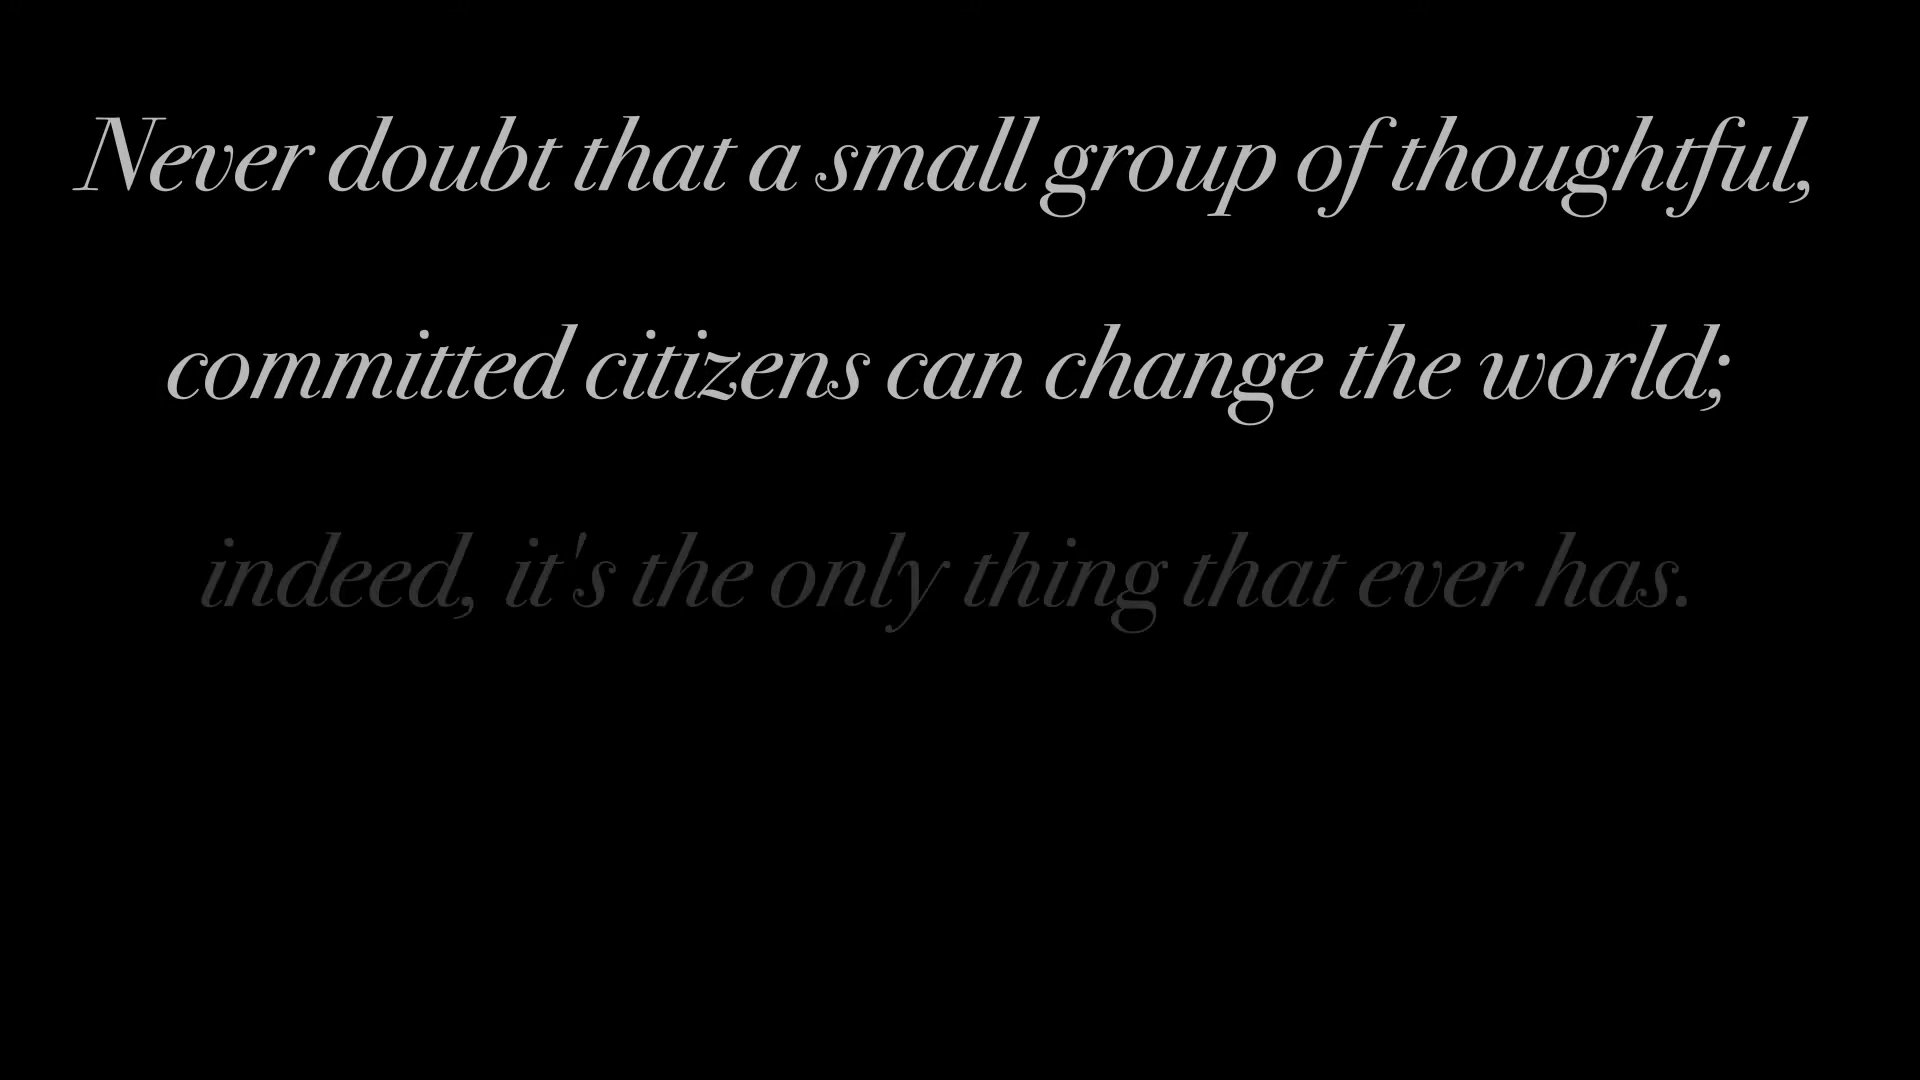 Never doubt that a small group of thoughtful,
committed citizens can change the world;
indeed, it's the only thing that ever has.